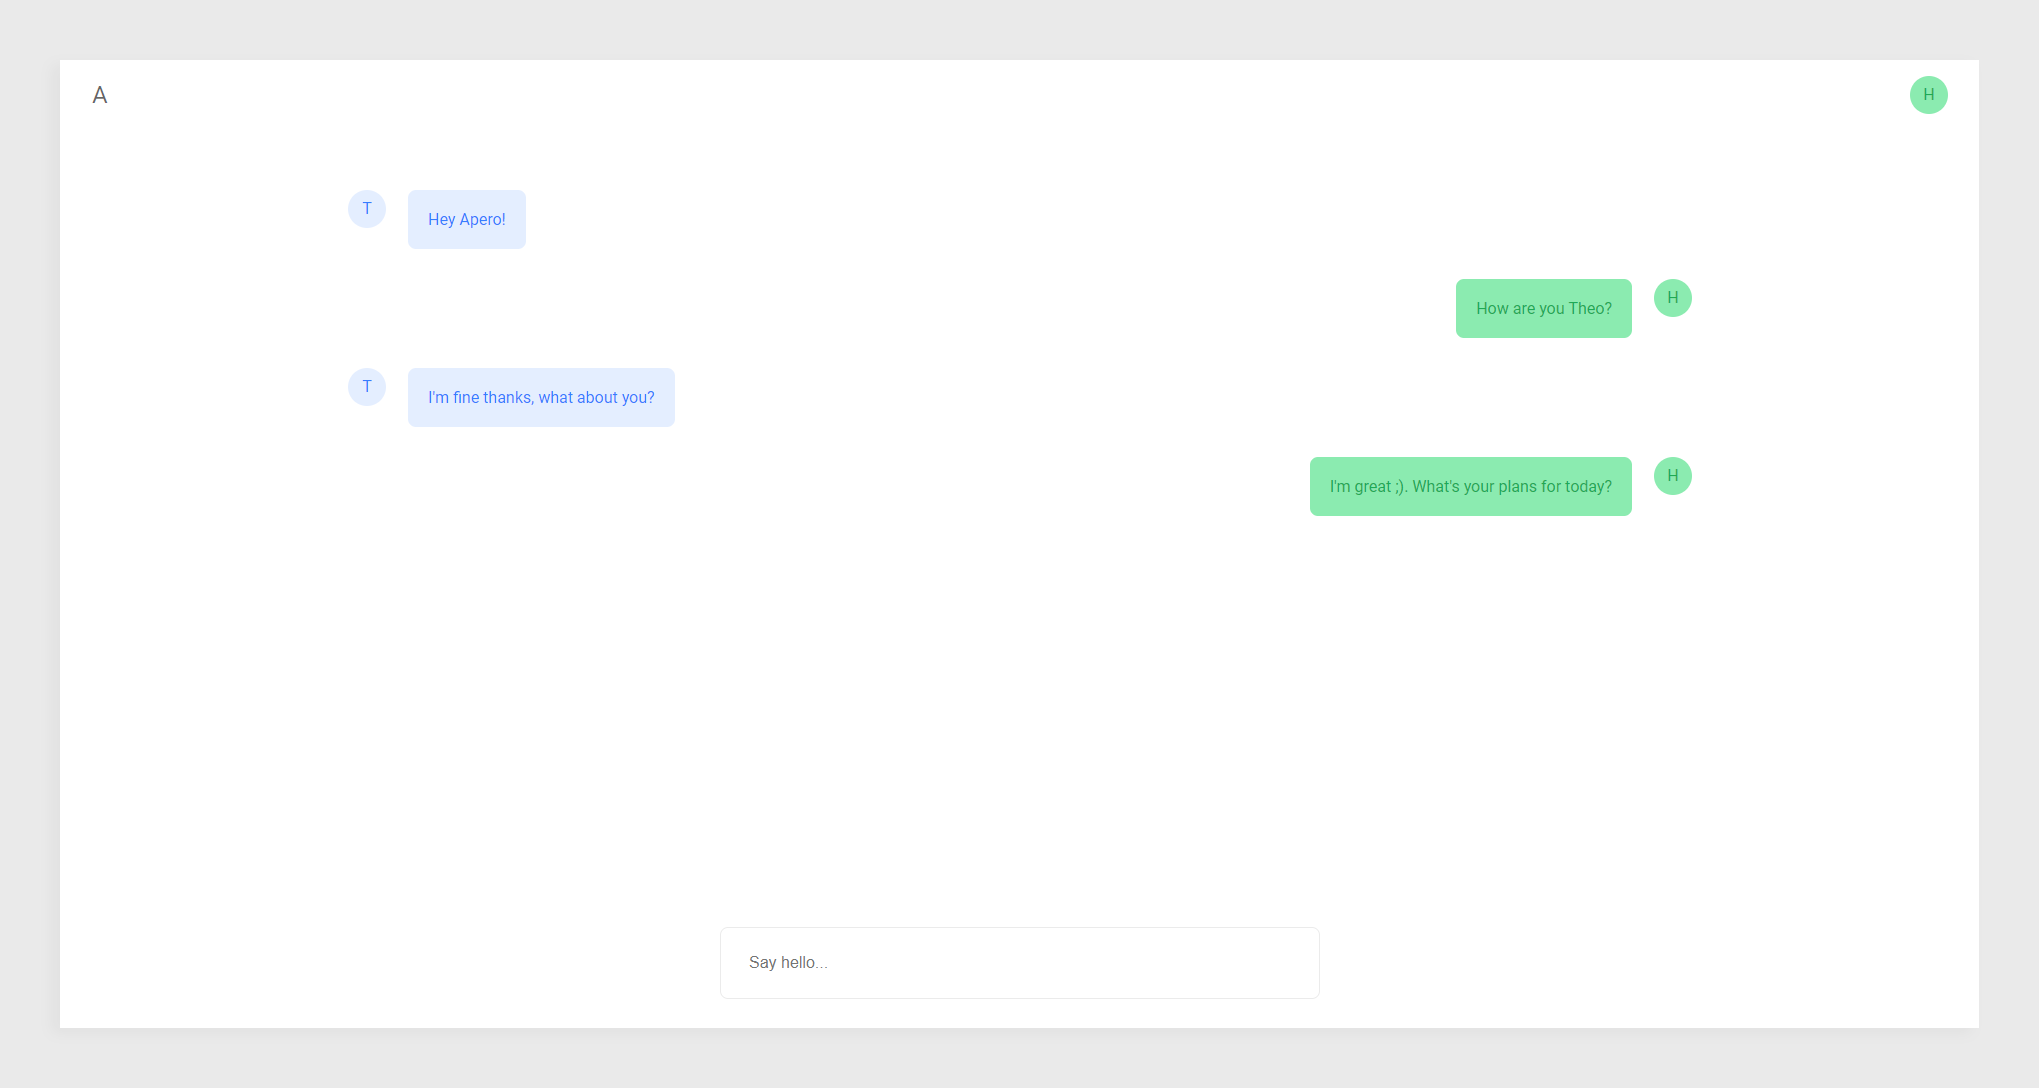 A
H
T
Hey Apero!
How are you Theo?
H
T
I'm fine thanks, what about you?
I'm great ;). What's your plans for today?
H
Say hello...